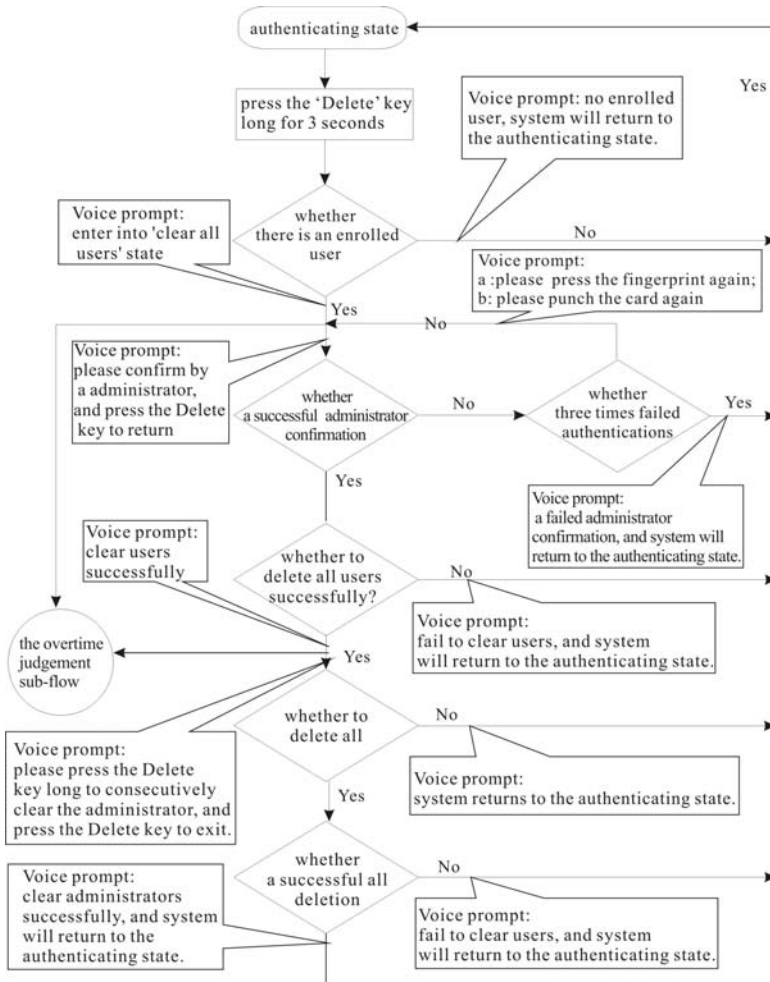 authenticating state
Yes
press the ‘Delete’ key
long for 3 seconds
Voice prompt: no enrolled
user, system will return to
the authenticating state.
Voice prompt:
enter into 'clear all
users' state
whether
there is an enrolled
user
No
Voice prompt:
a :please press the fingerprint again;
b: please punch the card again
Yes
No
Voice prompt:
please confirm by
a administrator,
and press the Delete
key to return
whether
a successful administrator
confirmation
No
whether
three times failed
authentications
Yes
Yes
Voice prompt:
a failed administrator
confirmation, and system will
return to the authenticating state.
Voice prompt:
clear users
successfully
whether to
delete all users
successfully?
No
Voice prompt:
fail to clear users, and system
will return to the authenticating state.
the overtime
judgement
sub-flow
Yes
whether to
delete all
No
Voice prompt:
please press the Delete
key long to consecutively
clear the administrator, and
press the Delete key to exit.
Voice prompt:
system returns to the authenticating state.
Yes
whether
a successful all
deletion
No
Voice prompt:
clear administrators
successfully, and system
will return to the
authenticating state.
Voice prompt:
fail to clear users, and system
will return to the authenticating state.